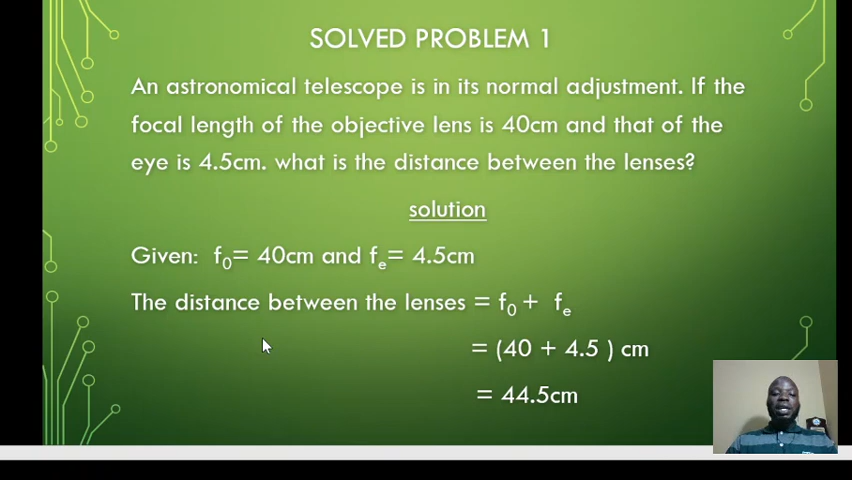 SOLVED PROBLEM 1
An astronomical telescope is in its normal adjustment. If the
focal length of the objective lens is 40cm and that of the
eye is 4.5cm. what is the distance between the lenses?
solution
Given: f₀= 40cm and fₑ= 4.5cm
The distance between the lenses = f₀ + fₑ
= (40 + 4.5 ) cm
= 44.5cm